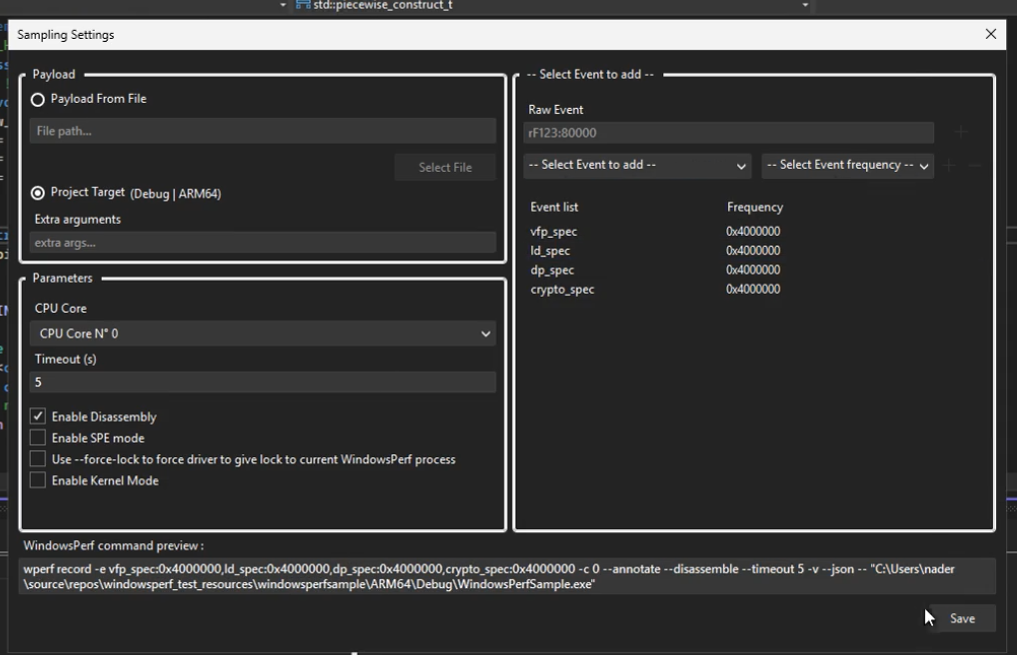 std::piecewise_construct_t
Sampling Settings
Payload
Payload From File
File path...
Select File
Project Target (Debug | ARM64)
Extra arguments
extra args...
Parameters
CPU Core
CPU Core N° 0
Timeout (s)
5
Enable Disassembly
Enable SPE mode
Use --force-lock to force driver to give lock to current WindowsPerf process
Enable Kernel Mode
-- Select Event to add --
Raw Event
rF123:80000
-- Select Event to add -- -- Select Event frequency --
Event list Frequency
vfp_spec 0x4000000
ld_spec 0x4000000
dp_spec 0x4000000
crypto_spec 0x4000000
WindowsPerf command preview :
wperf record -e vfp_spec:0x4000000,ld_spec:0x4000000,dp_spec:0x4000000,crypto_spec:0x4000000 -c 0 --annotate --disassemble --timeout 5 -v --json -- "C:\Users\nader
\source\repos\windowsperf_test_resources\windowsperfsample\ARM64\Debug\WindowsPerfSample.exe"
Save